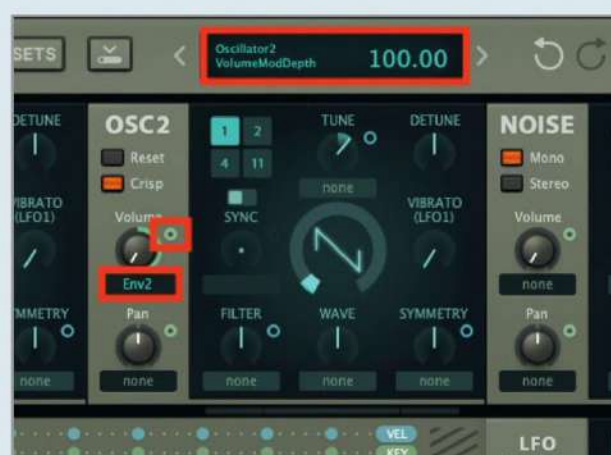 SETS
Oscillator2
VolumeModDepth
100.00
DETUNE
VIBRATO
(LFO1)
none
OSC2
Reset
Crisp
Volume
Env2
Pan
none
1 2
4 11
SYNC
TUNE
none
DETUNE
VIBRATO
(LFO1)
FILTER
none
WAVE
none
SYMMETRY
none
NOISE
Mono
Stereo
Volume
none
Pan
none
VEL
KEY
LFO